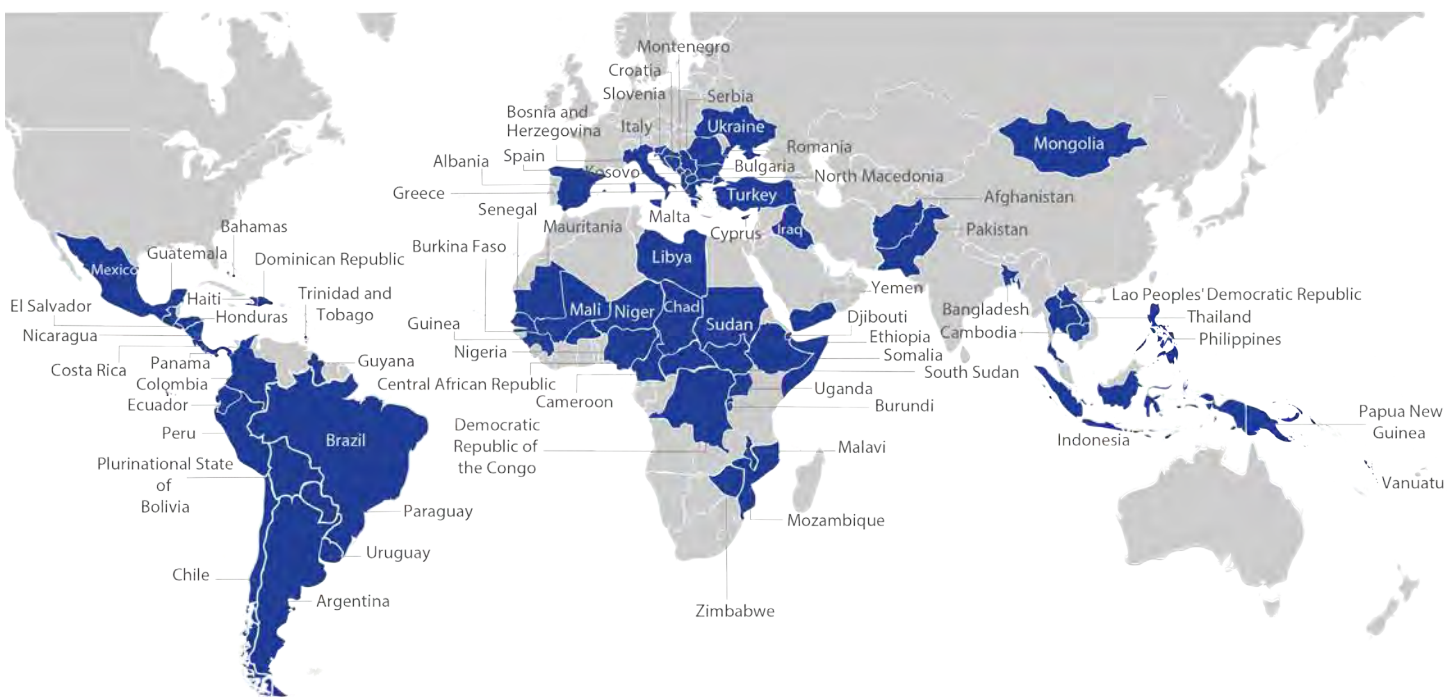 Montenegro
Croatia
Slovenia
Serbia
Bosnia and
Herzegovina
Italy
Ukraine
Romania
Mongolia
Albania
Spain
Kosovo
Bulgaria
North Macedonia
Greece
Turkey
Afghanistan
Senegal
Mauritania
Malta
Cyprus
Iraq
Pakistan
Bahamas
Guatemala
Dominican Republic
Burkina Faso
Libya
Mexico
Yemen
El Salvador
Haiti
Honduras
Trinidad and
Tobago
Mali
Niger
Chad
Sudan
Djibouti
Ethiopia
Somalia
South Sudan
Bangladesh
Cambodia
Lao Peoples' Democratic Republic
Thailand
Philippines
Nicaragua
Guinea
Nigeria
Costa Rica
Panama
Colombia
Guyana
Central African Republic
Cameroon
Uganda
Burundi
Ecuador
Peru
Brazil
Democratic
Republic of
the Congo
Malavi
Indonesia
Papua New
Guinea
Plurinational State
of
Bolivia
Vanuatu
Paraguay
Mozambique
Uruguay
Chile
Argentina
Zimbabwe